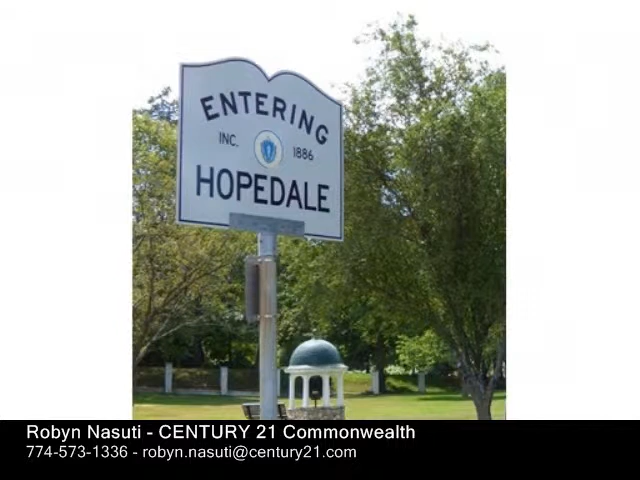 ENTERING
INC. 1886
HOPEDALE
Robyn Nasuti - CENTURY 21 Commonwealth
774-573-1336 - robyn.nasuti@century21.com